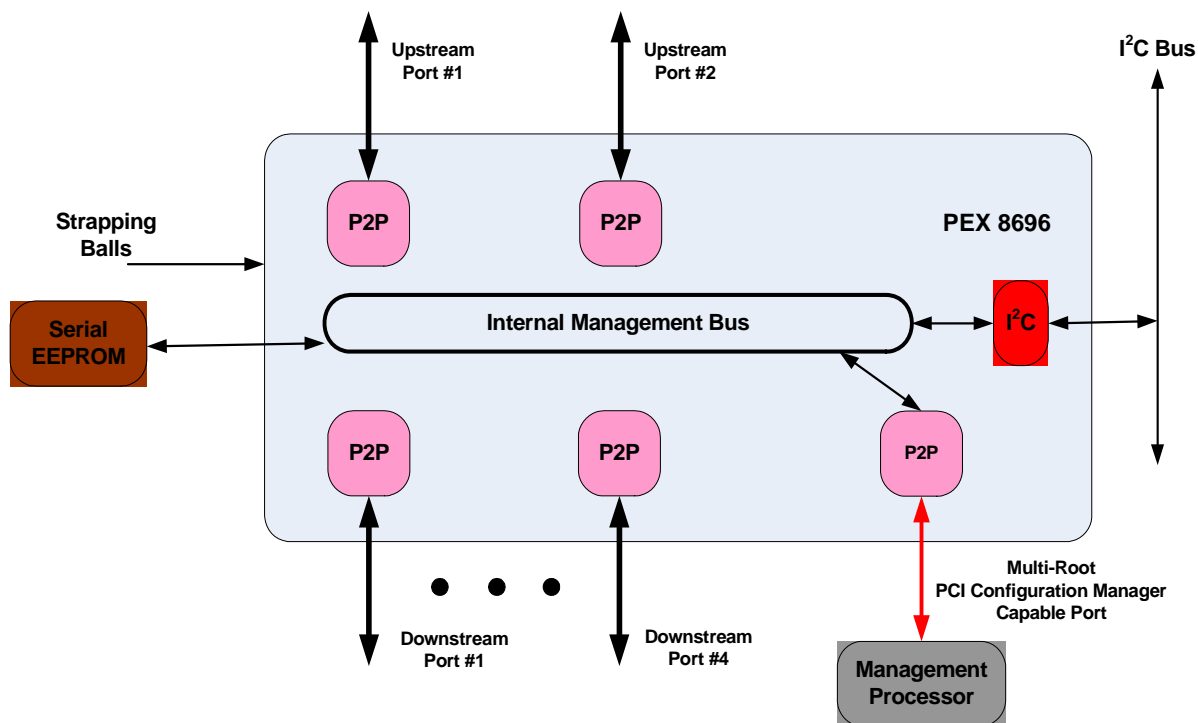 Upstream
Port #1
Upstream
Port #2
I²C Bus
P2P
P2P
PEX 8696
Strapping
Balls
Serial
EEPROM
Internal Management Bus
I²C
P2P
P2P
P2P
Multi-Root
PCI Configuration Manager
Capable Port
Downstream
Port #1
Downstream
Port #4
Management
Processor